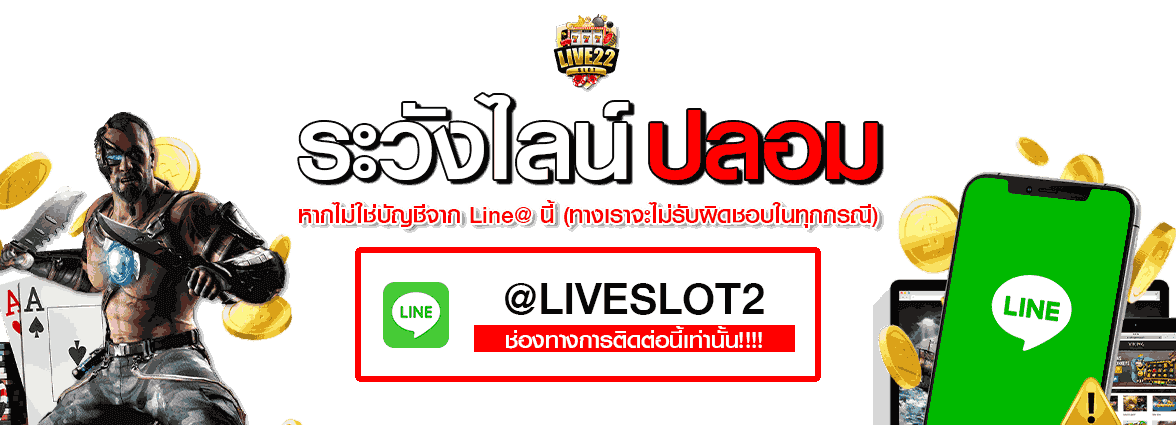 777
LIVE22
SLOT
ระวังไลน์ปลอม
หากไม่ใช่บัญชีจาก Line@ นี้ (ทางเราจะไม่รับผิดชอบในทุกกรณี)
LINE
@LIVESLOT2
ช่องทางการติดต่อนี้เท่านั้น!!!!
A
A
LINE
!